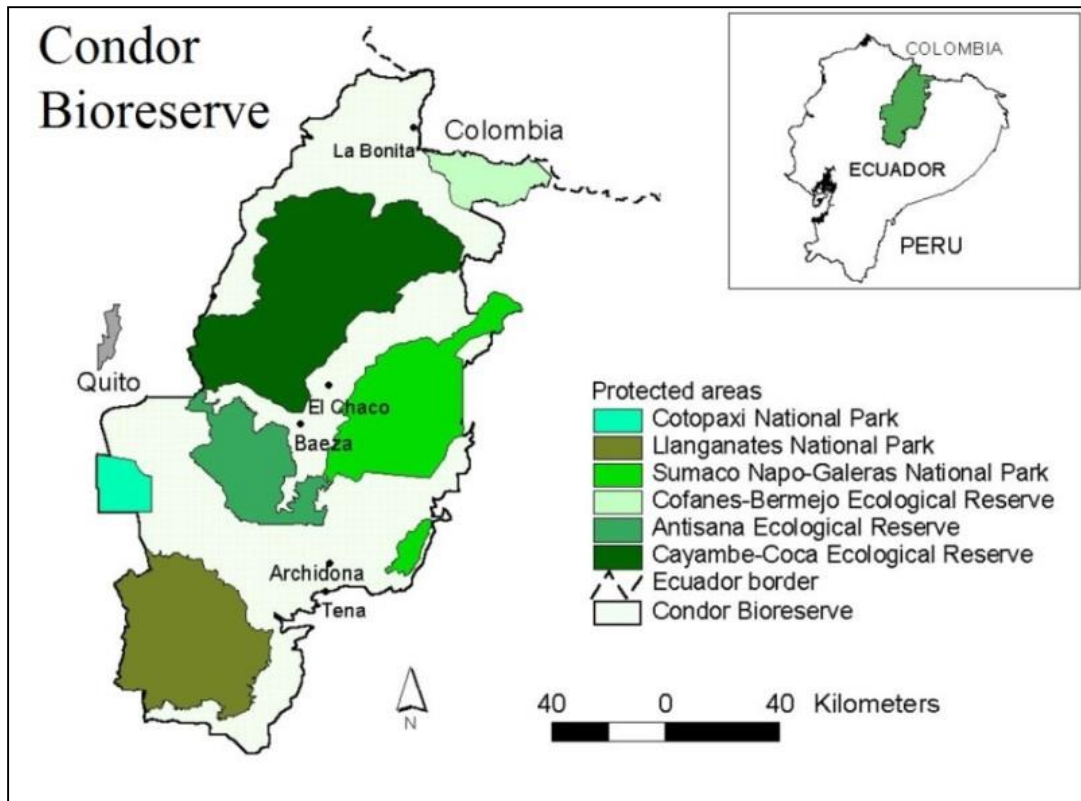 Condor
Bioreserve
La Bonita
Colombia
Quito
El Chaco
Baeza
Archidona
Tena
N
COLOMBIA
ECUADOR
PERU
Protected areas
Cotopaxi National Park
Llanganates National Park
Sumaco Napo-Galeras National Park
Cofanes-Bermejo Ecological Reserve
Antisana Ecological Reserve
Cayambe-Coca Ecological Reserve
Ecuador border
Condor Bioreserve
40 0 40 Kilometers